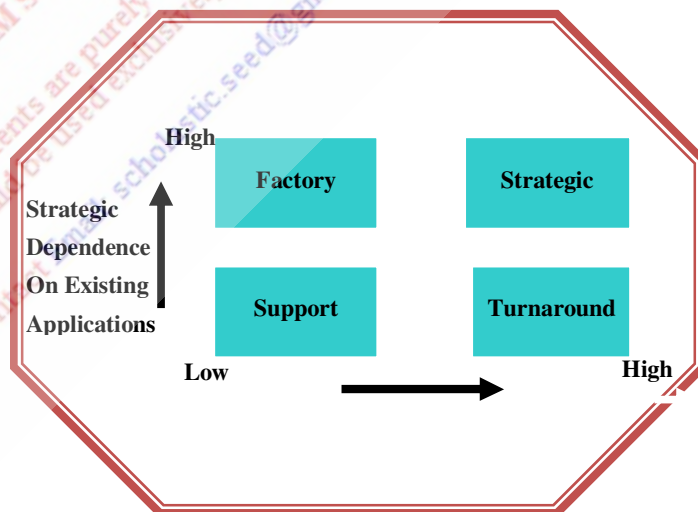 High
Factory
Strategic
Strategic
Dependence
On Existing
Applications
Support
Turnaround
Low
High